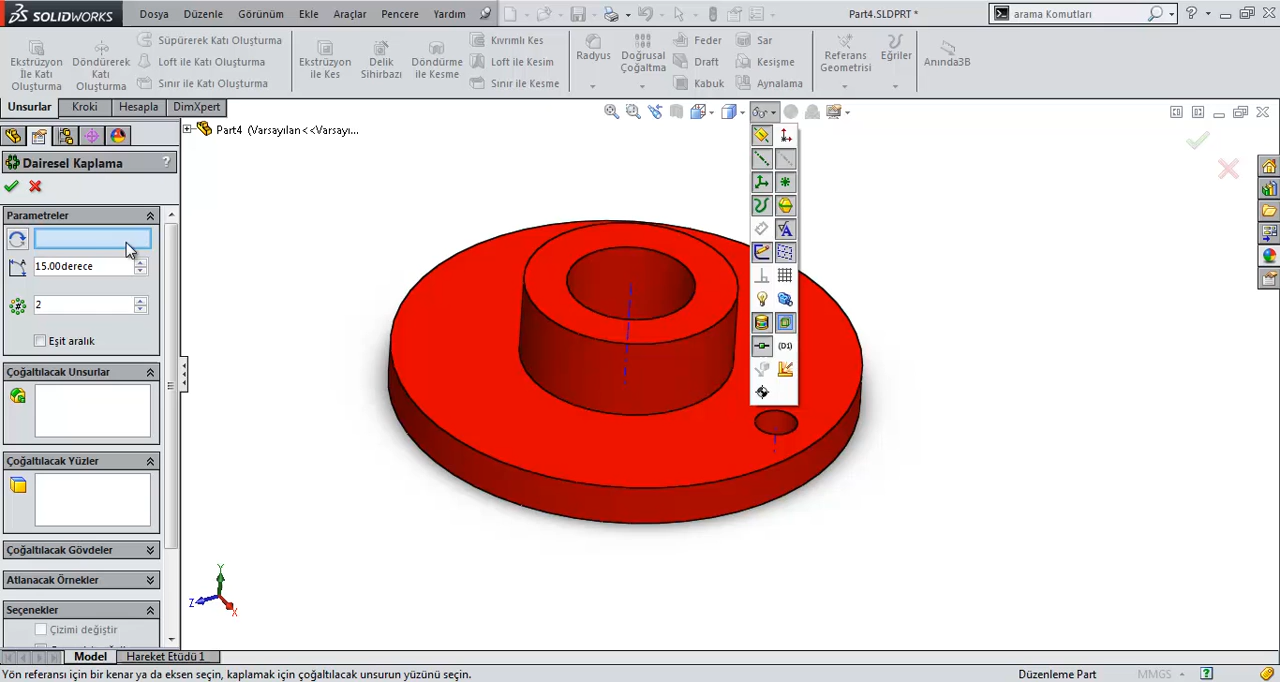 SOLIDWORKS
Dosya Düzenle Görünüm Ekle Araçlar Pencere Yardım
Part4.SLDPRT *
arama Komutları
Ekstrüzyon İle Katı Oluşturma
Döndürerek Katı Oluşturma
Süpürerek Katı Oluşturma
Loft ile Katı Oluşturma
Sınır ile Katı Oluşturma
Ekstrüzyon ile Kes
Delik Sihirbazı
Döndürme ile Kesme
Kıvrımlı Kes
Loft ile Kesim
Sınır ile Kesme
Radyus
Doğrusal Çoğaltma
Feder
Draft
Kabuk
Sar
Kesişme
Aynalama
Referans Geometrisi
Eğriler
Anında3B
Unsurlar Kroki Hesapla DimXpert
Part4 (Varsayılan<<Varsayı...
Dairesel Kaplama ?
Parametreler
15.00derece
2
Eşit aralık
Çoğaltılacak Unsurlar
Çoğaltılacak Yüzler
Çoğaltılacak Gövdeler
Atlanacak Örnekler
Seçenekler
Çizimi değiştir
(D1)
Y
Z
X
Model Hareket Etüdü 1
Yön referansı için bir kenar ya da eksen seçin, kaplamak için çoğaltılacak unsurun yüzünü seçin.
Düzenleme Part
MMGS